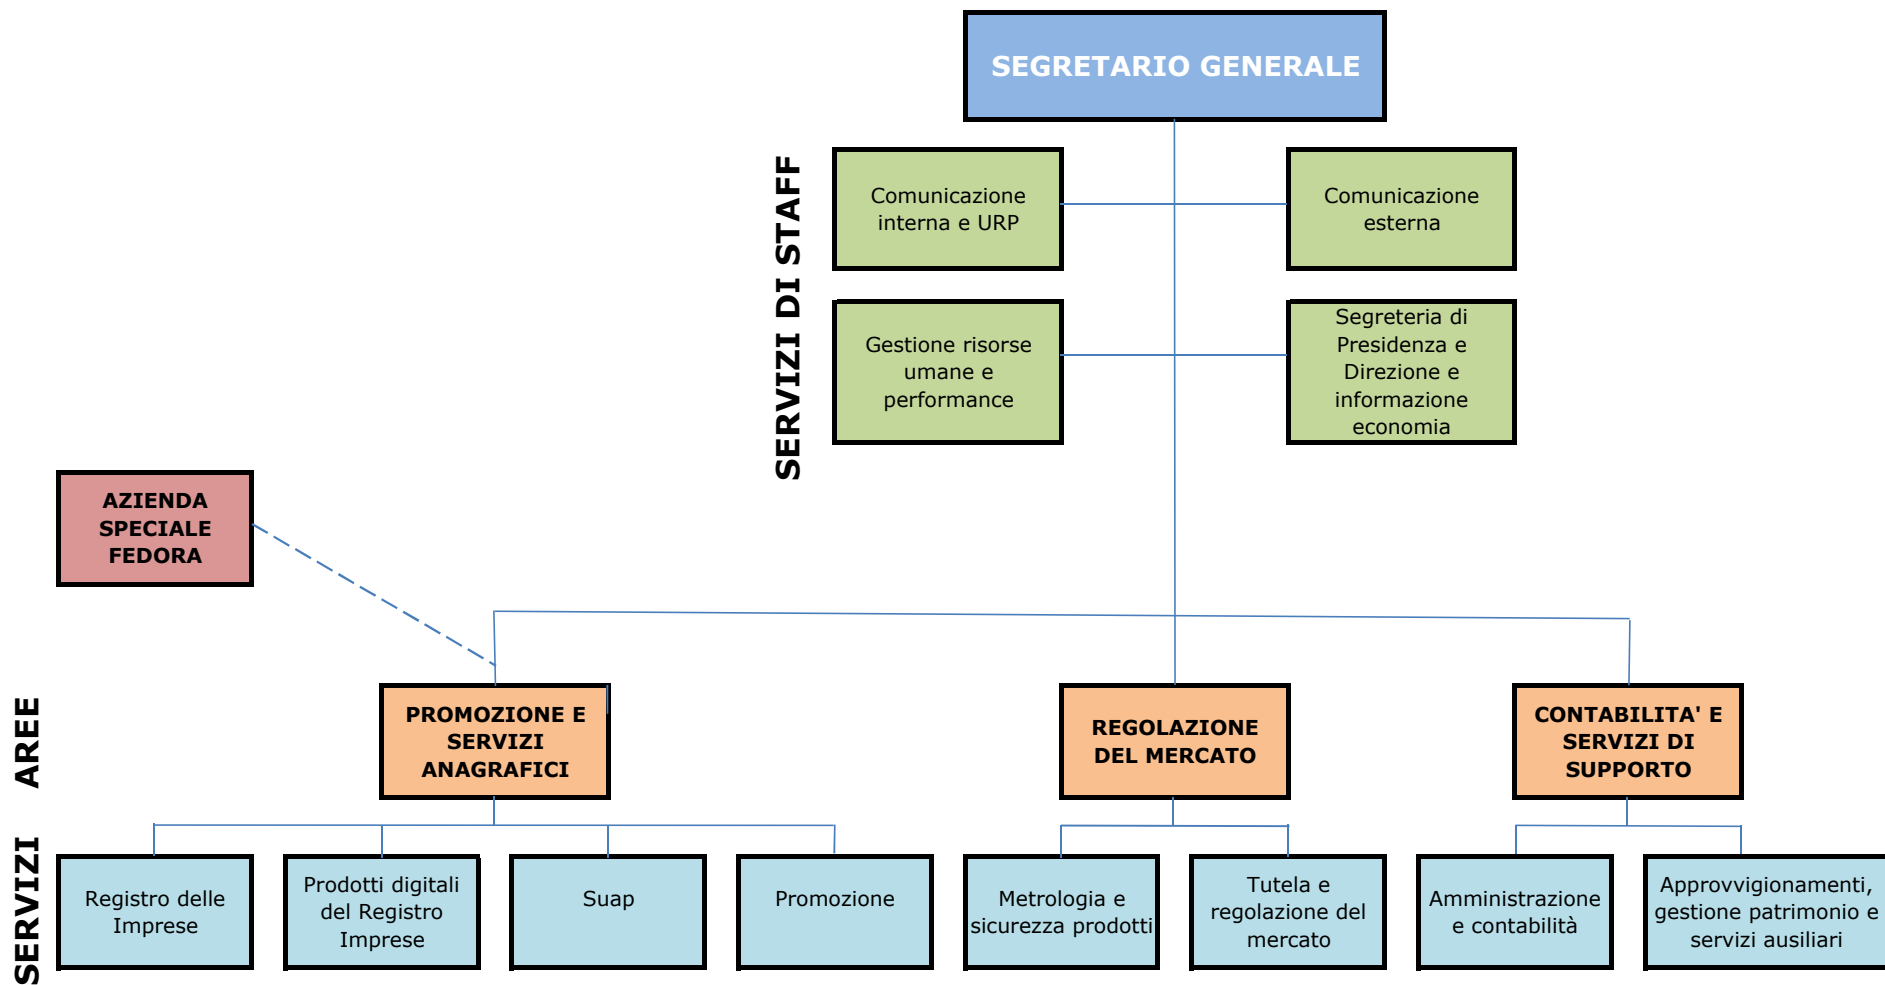 SEGRETARIO GENERALE
SERVIZI DI STAFF
Comunicazione
interna e URP
Comunicazione
esterna
Gestione risorse
umane e
performance
Segreteria di
Presidenza e
Direzione e
informazione
economia
AZIENDA
SPECIALE
FEDORA
AREE
PROMOZIONE E
SERVIZI
ANAGRAFICI
REGOLAZIONE
DEL MERCATO
CONTABILITA' E
SERVIZI DI
SUPPORTO
SERVIZI
Registro delle
Imprese
Prodotti digitali
del Registro
Imprese
Suap
Promozione
Metrologia e
sicurezza prodotti
Tutela e
regolazione del
mercato
Amministrazione
e contabilità
Approvvigionamenti,
gestione patrimonio e
servizi ausiliari